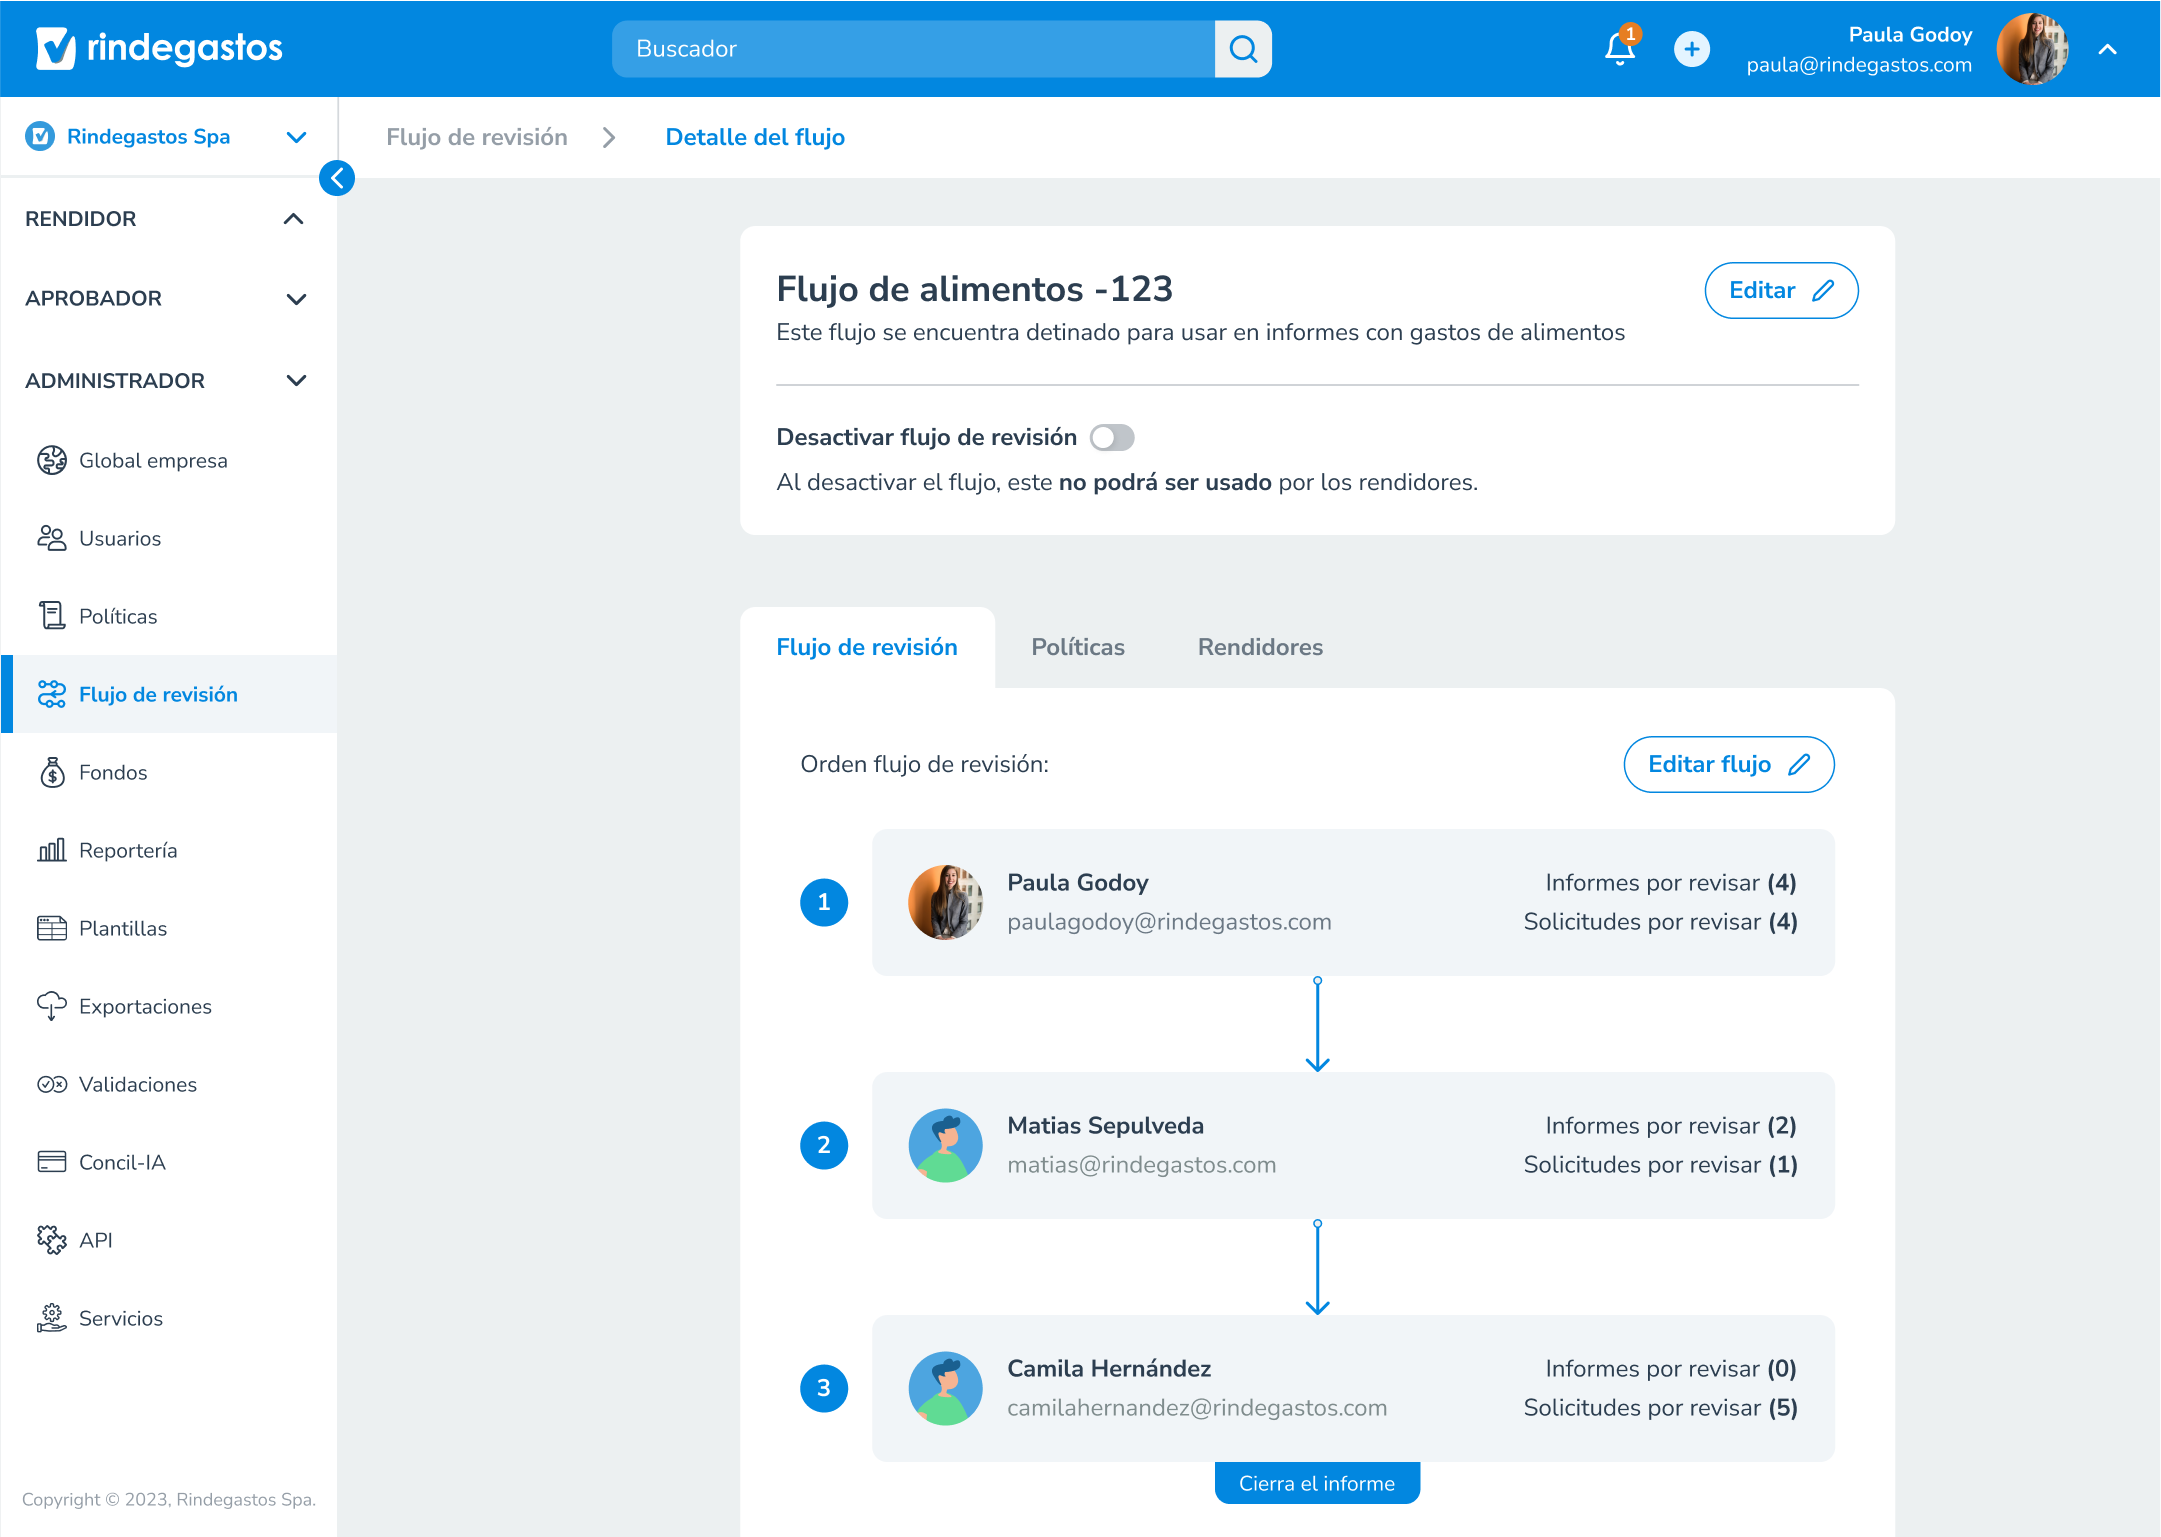 rindegastos
Buscador
1
Paula Godoy
paula@rindegastos.com
Rindegastos Spa
Flujo de revisión
Detalle del flujo
RENDIDOR
APROBADOR
ADMINISTRADOR
Global empresa
Usuarios
Políticas
Flujo de revisión
Fondos
Reportería
Plantillas
Exportaciones
Validaciones
Concil-IA
API
Servicios
Copyright © 2023, Rindegastos Spa.
Flujo de alimentos -123
Editar
Este flujo se encuentra detinado para usar en informes con gastos de alimentos
Desactivar flujo de revisión
Al desactivar el flujo, este no podrá ser usado por los rendidores.
Flujo de revisión
Políticas
Rendidores
Orden flujo de revisión:
Editar flujo
1
Paula Godoy
paulagodoy@rindegastos.com
Informes por revisar (4)
Solicitudes por revisar (4)
2
Matias Sepulveda
matias@rindegastos.com
Informes por revisar (2)
Solicitudes por revisar (1)
3
Camila Hernández
camilahernandez@rindegastos.com
Informes por revisar (0)
Solicitudes por revisar (5)
Cierra el informe